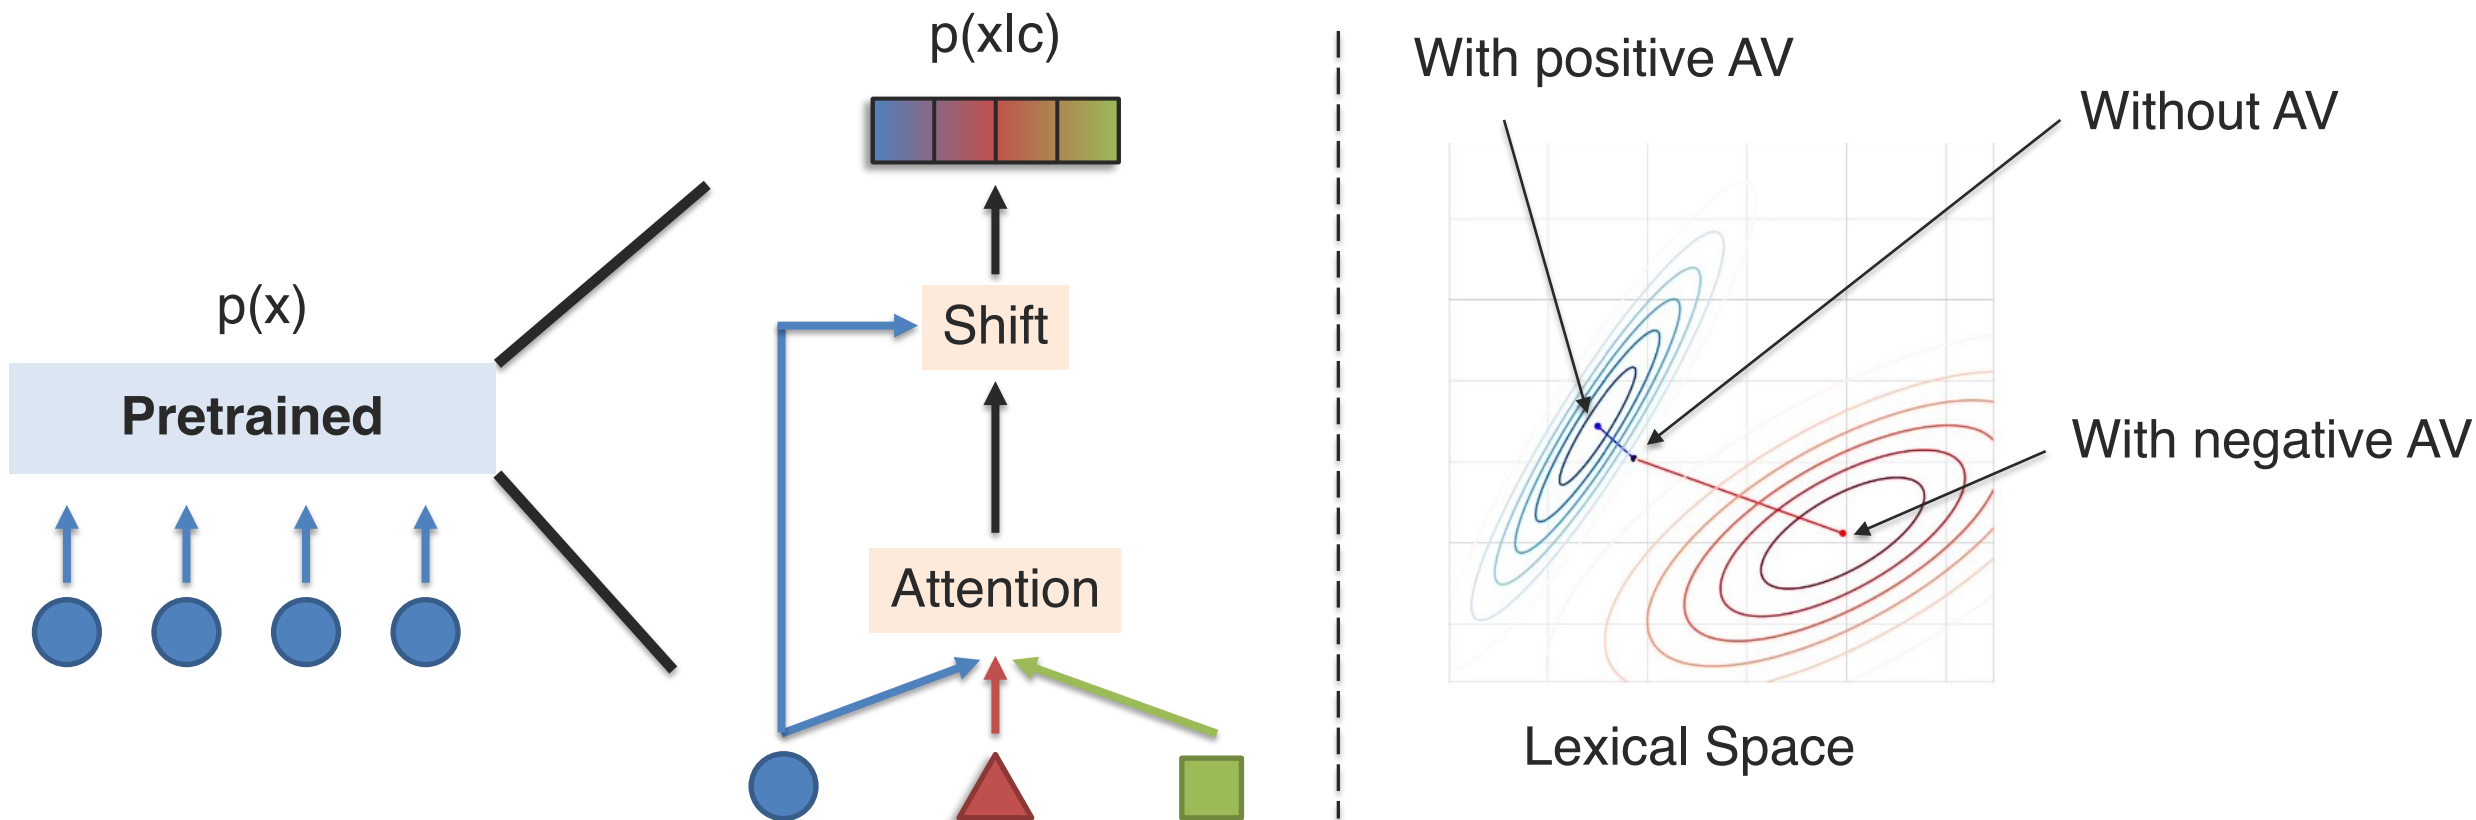 p(x)
Pretrained
p(x|c)
Shift
Attention
With positive AV
Without AV
With negative AV
Lexical Space